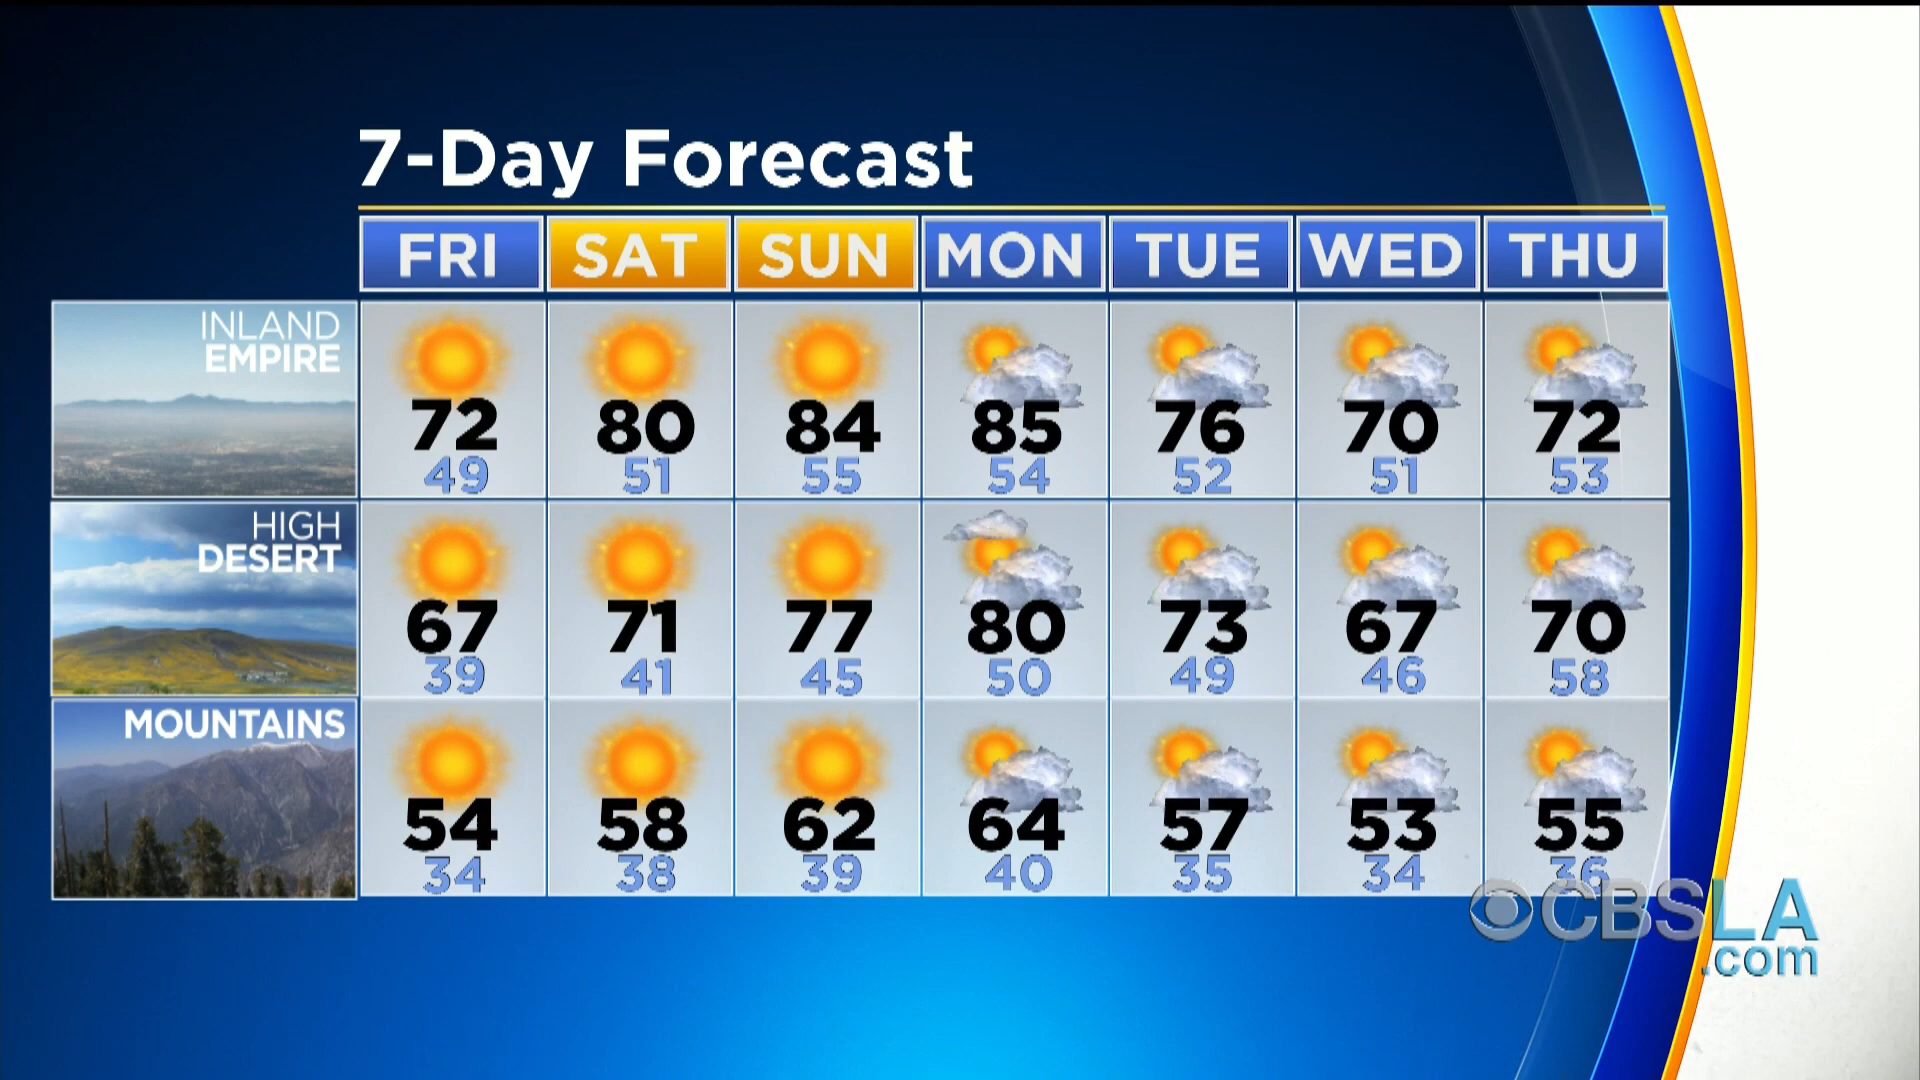 7-Day Forecast
FRI SAT SUN MON TUE WED THU
INLAND
EMPIRE
72 80 84 85 76 70 72
49 51 55 54 52 51 53
HIGH
DESERT
67 71 77 80 73 67 70
39 41 45 50 49 46 58
MOUNTAINS
54 58 62 64 57 53 55
34 38 39 40 35 34 36
CBSLA
.com